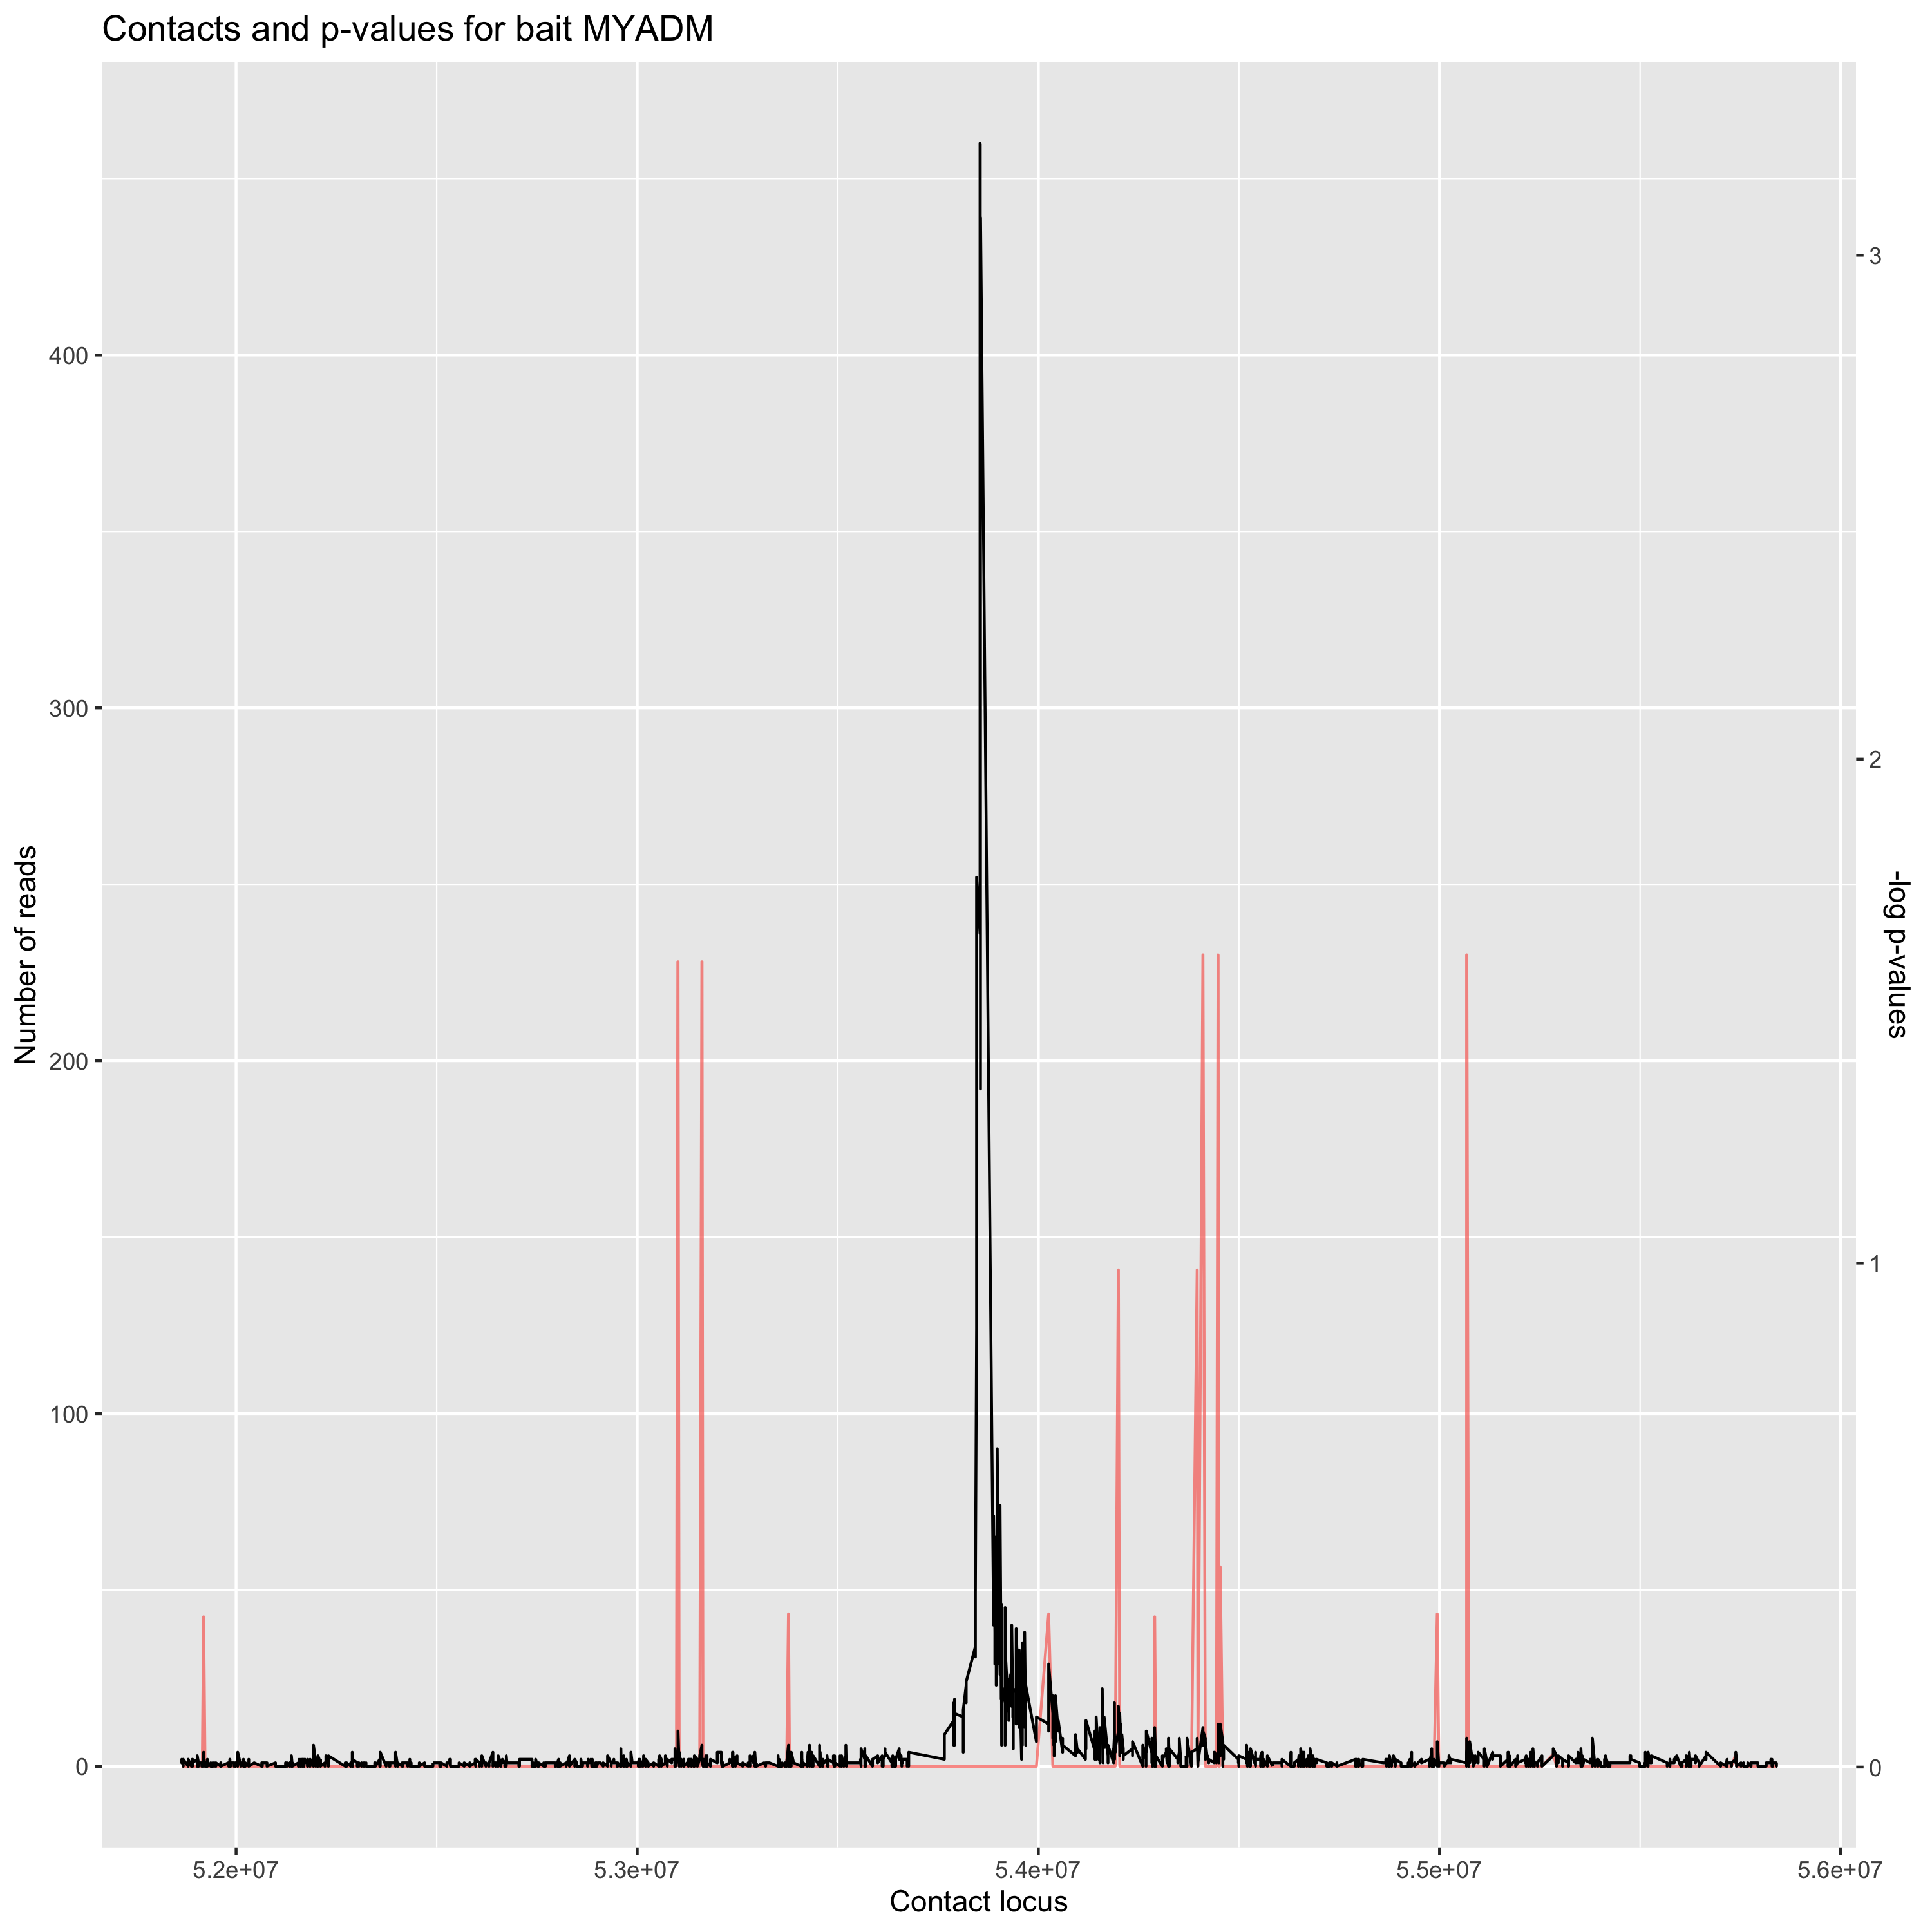 Contacts and p-values for bait MYADM
Number of reads
400
300
200
100
0
3
2
1
0
-log p-values
5.2e+07
5.3e+07
5.4e+07
5.5e+07
5.6e+07
Contact locus